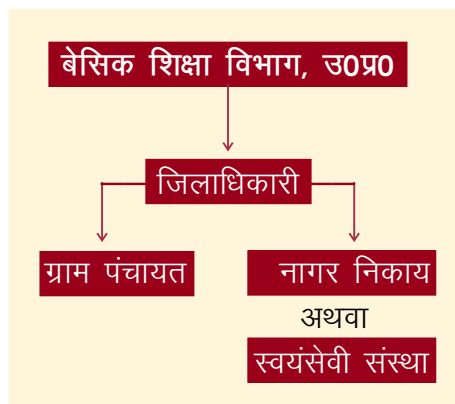 बेसिक शिक्षा विभाग, उ0प्र0
जिलाधिकारी
ग्राम पंचायत
नागर निकाय
अथवा
स्वयंसेवी संस्था